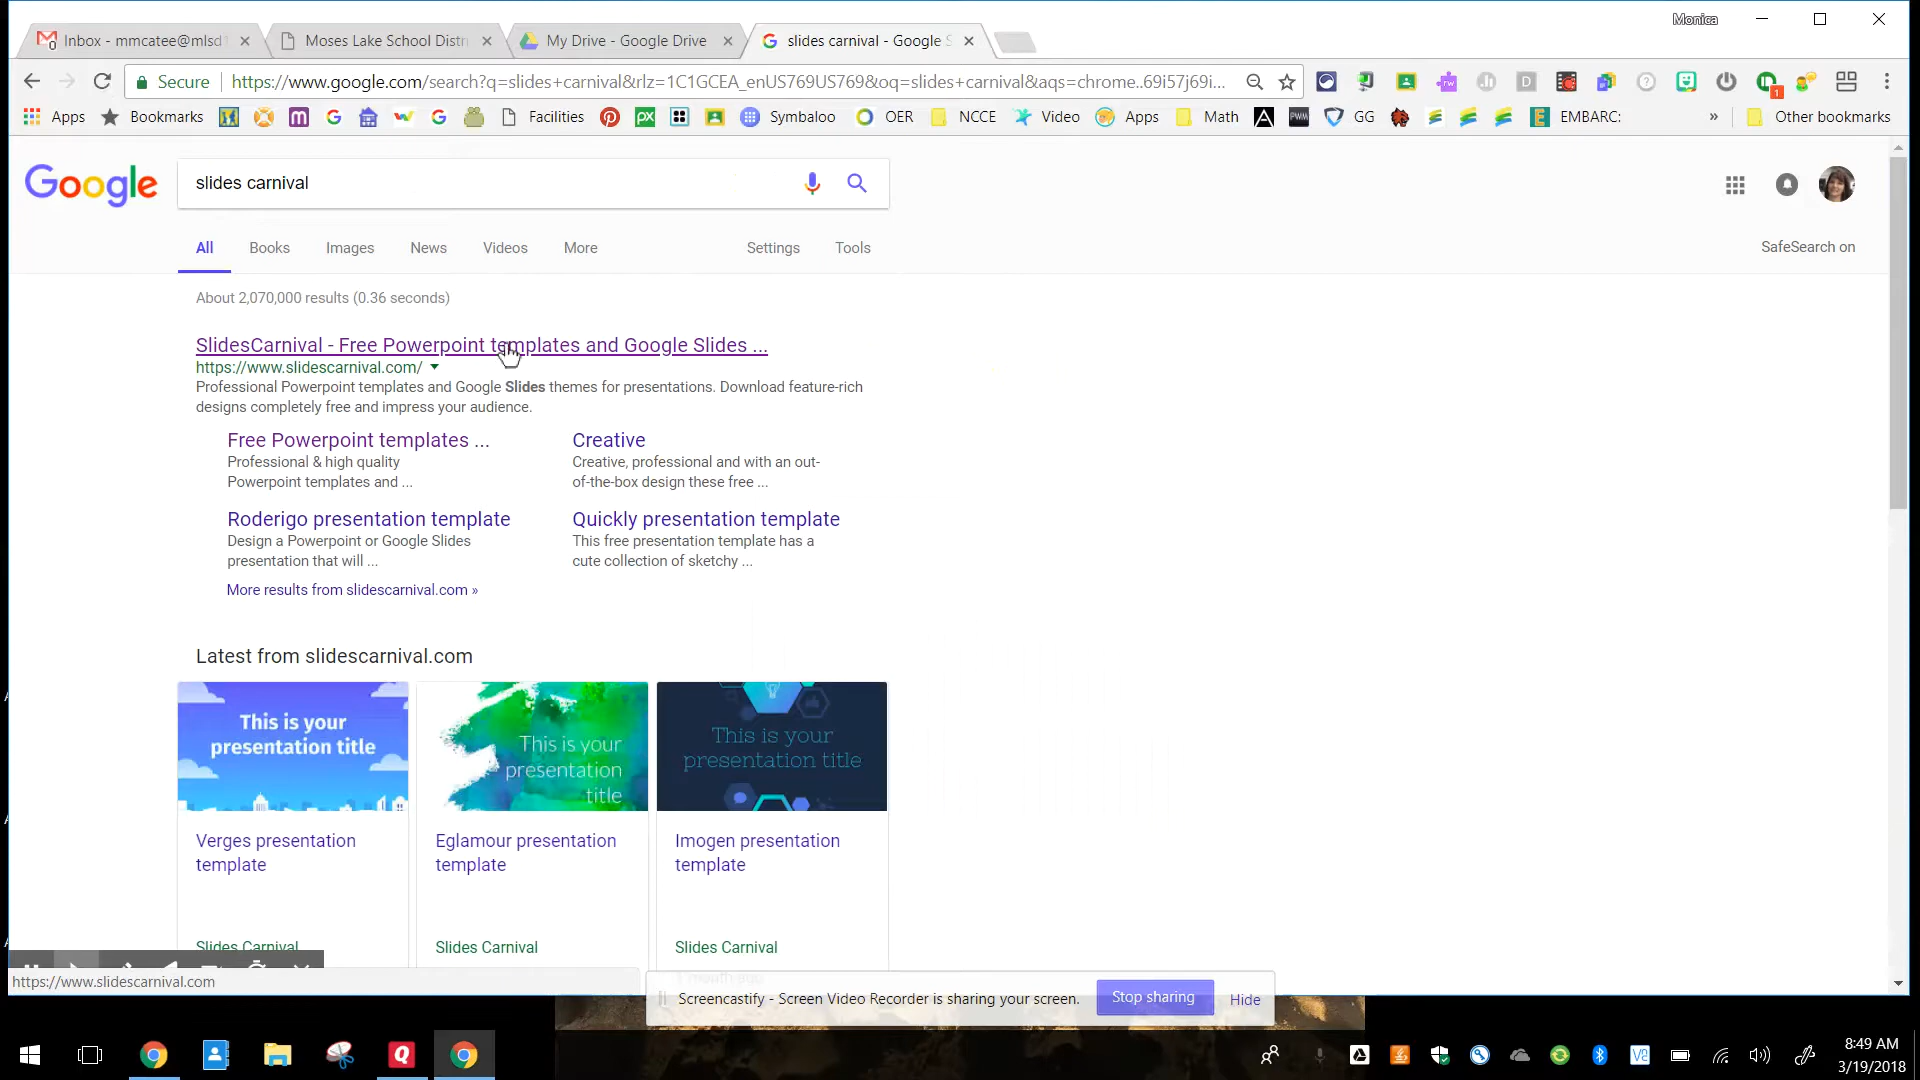 Monica
Inbox - mmcatee@mlsd1
Moses Lake School Distr
My Drive - Google Drive
slides carnival - Google S
Secure
https://www.google.com/search?q=slides+carnival&rlz=1C1GCEA_enUS769US769&oq=slides+carnival&aqs=chrome..69i57j69i...
Apps
Bookmarks
Facilities
Symbaloo
OER
NCCE
Video
Apps
Math
GG
EMBARC:
»
Other bookmarks
Google
slides carnival
All
Books
Images
News
Videos
More
Settings
Tools
SafeSearch on
About 2,070,000 results (0.36 seconds)
SlidesCarnival - Free Powerpoint templates and Google Slides ...
https://www.slidescarnival.com/
Professional Powerpoint templates and Google Slides themes for presentations. Download feature-rich
designs completely free and impress your audience.
Free Powerpoint templates ...
Professional & high quality
Powerpoint templates and ...
Creative
Creative, professional and with an out-
of-the-box design these free ...
Roderigo presentation template
Design a Powerpoint or Google Slides
presentation that will ...
Quickly presentation template
This free presentation template has a
cute collection of sketchy ...
More results from slidescarnival.com »
Latest from slidescarnival.com
This is your
presentation title
This is your
presentation
title
This is your
presentation title
Verges presentation
template
Eglamour presentation
template
Imogen presentation
template
Slides Carnival
Slides Carnival
Slides Carnival
1 month ago
https://www.slidescarnival.com
Screencastify - Screen Video Recorder is sharing your screen.
Stop sharing
Hide
8:49 AM
3/19/2018